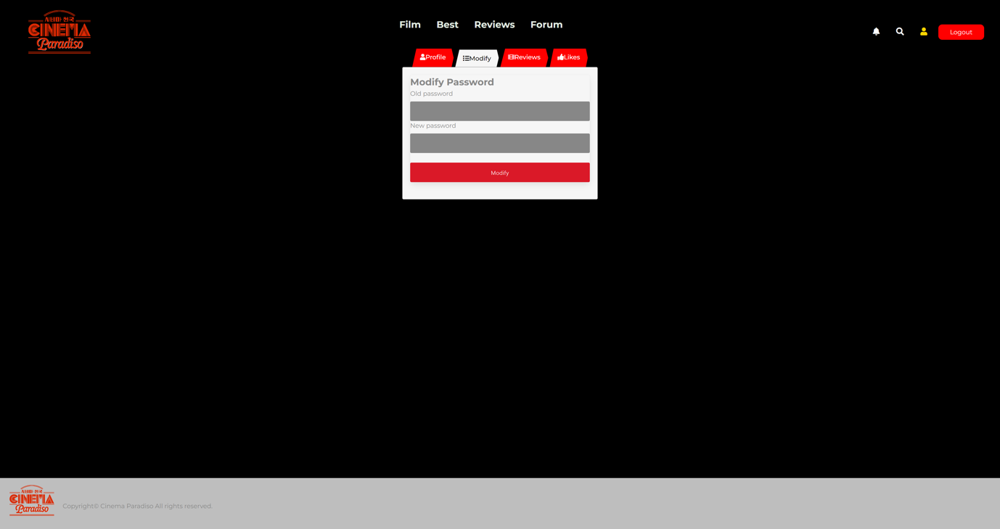 시네마 천국
CINEMA
Paradiso
Film Best Reviews Forum
Logout
Profile Modify Reviews Likes
Modify Password
Old password
New password
Modify
시네마 천국
CINEMA
Paradiso
Copyright© Cinema Paradiso All rights reserved.